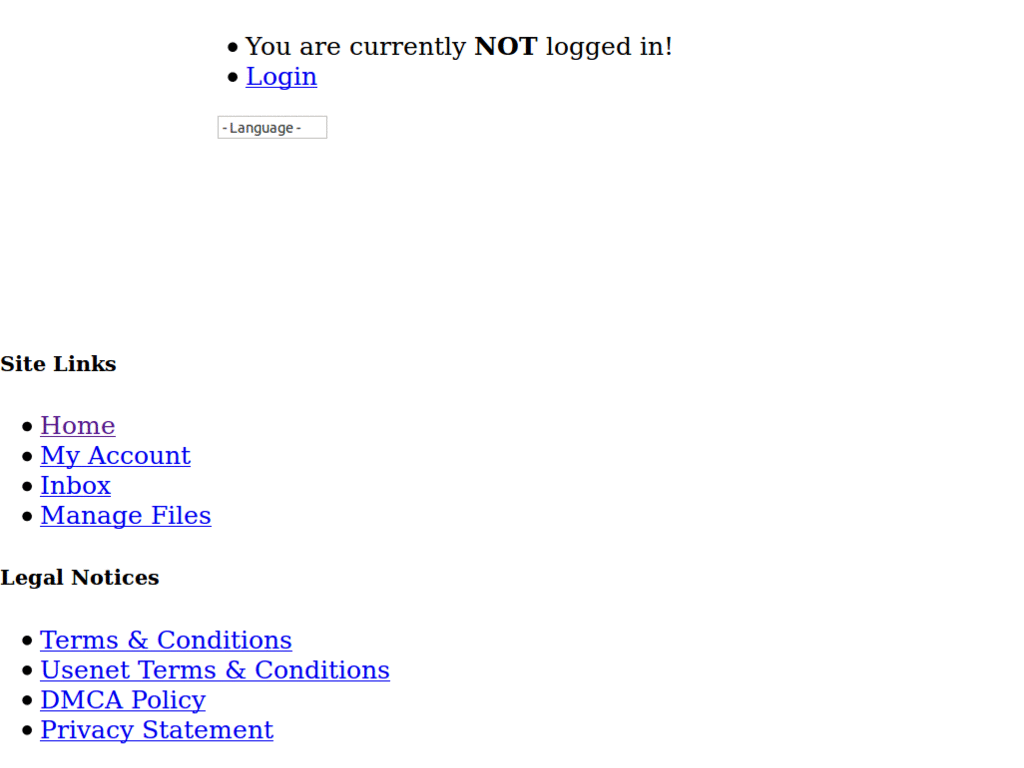 You are currently NOT logged in!
Login
-Language-
Site Links
Home
My Account
Inbox
Manage Files
Legal Notices
Terms & Conditions
Usenet Terms & Conditions
DMCA Policy
Privacy Statement